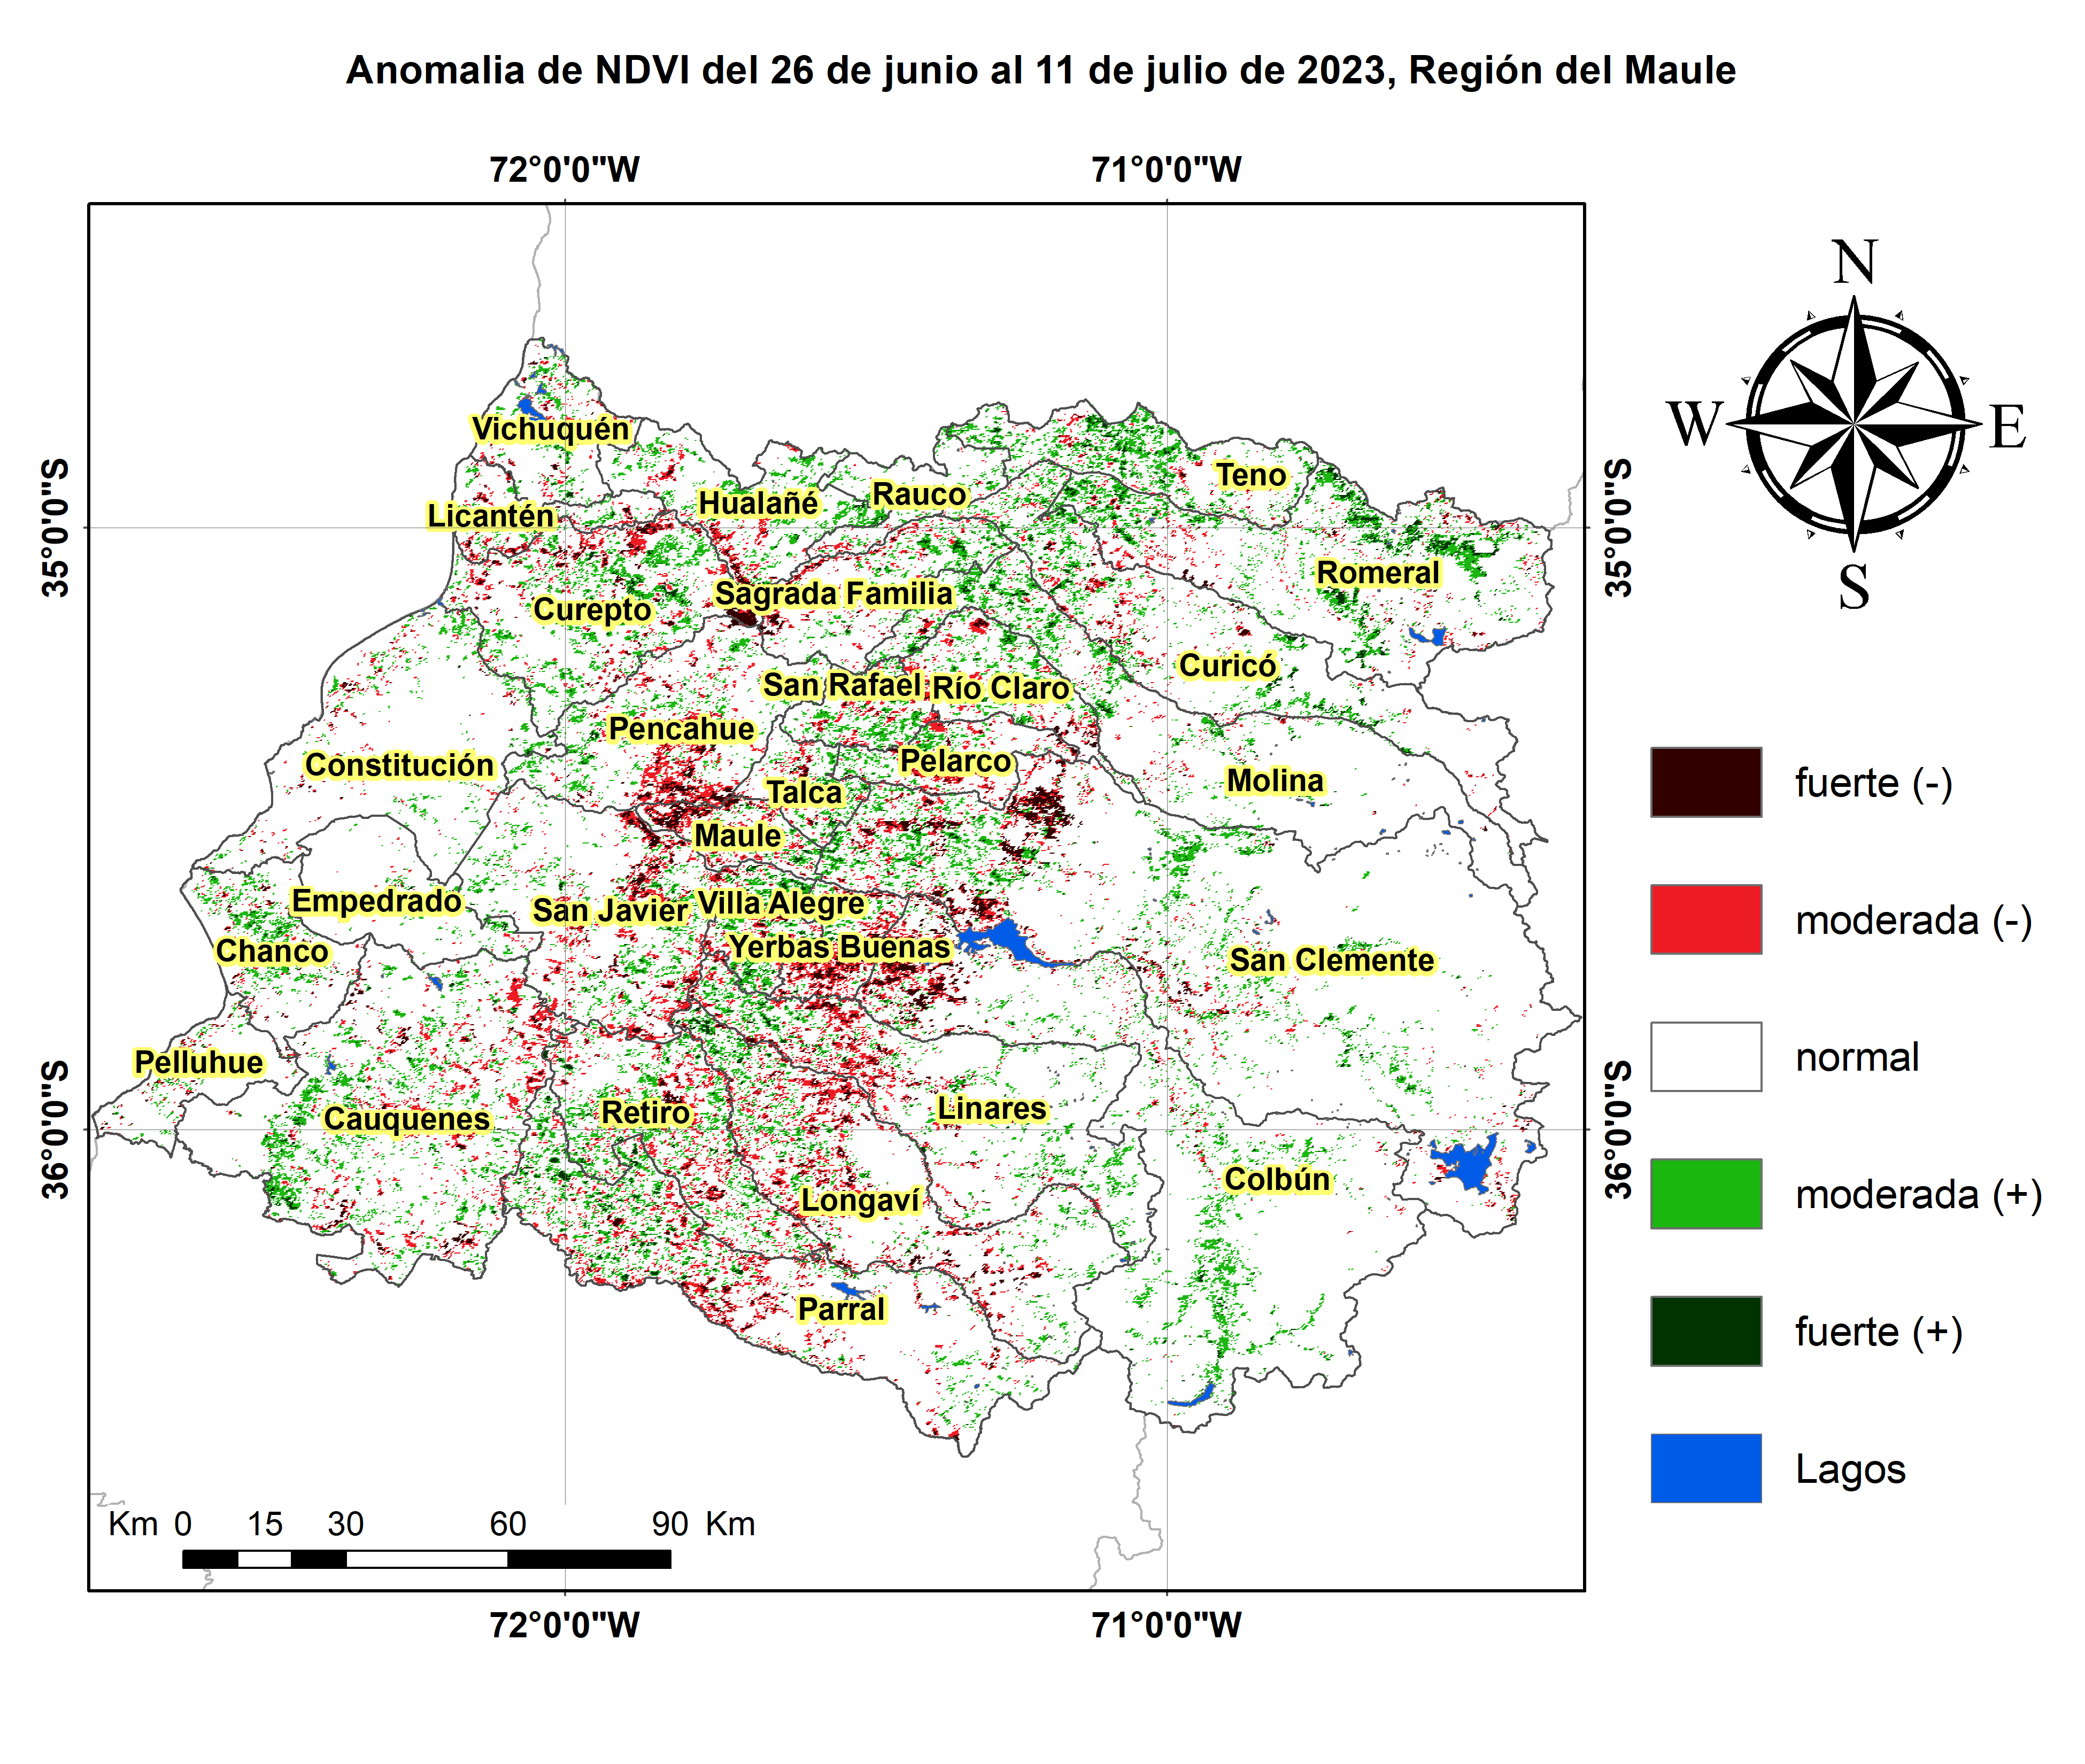 Anomalia de NDVI del 26 de junio al 11 de julio de 2023, Región del Maule
72°0'0"W
71°0'0"W
N
W
E
S
35°0'0"S
35°0'0"S
36°0'0"S
36°0'0"S
Vichuquén
Teno
Rauco
Hualañé
Licantén
Romeral
Sagrada Familia
Curepto
Curicó
San Rafael
Río Claro
Pencahue
Constitución
Pelarco
Molina
Talca
Maule
Empedrado
San Javier
Villa Alegre
Chanco
Yerbas Buenas
San Clemente
Pelluhue
Cauquenes
Retiro
Linares
Colbún
Longaví
Parral
fuerte (-)
moderada (-)
normal
moderada (+)
fuerte (+)
Lagos
Km 0 15 30 60 90 Km
72°0'0"W
71°0'0"W